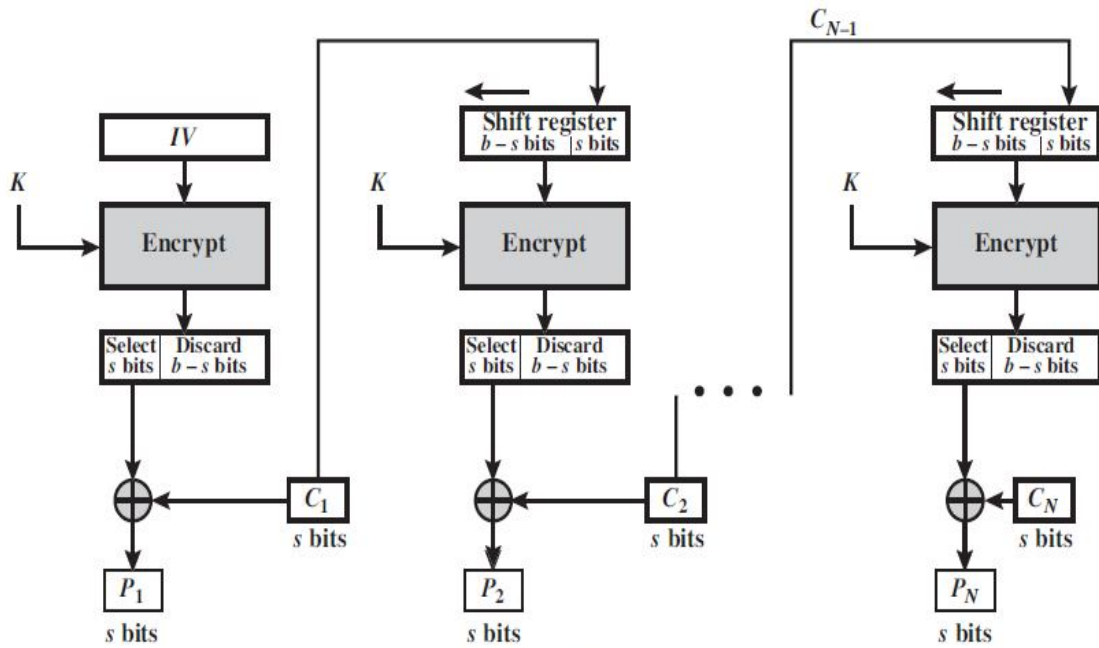 C_{N-1}
IV
Shift register
b – s bits | s bits
Shift register
b – s bits | s bits
K
K
K
Encrypt
Encrypt
Encrypt
Select
s bits
Discard
b – s bits
Select
s bits
Discard
b – s bits
Select
s bits
Discard
b – s bits
C_1
s bits
C_2
s bits
C_N
s bits
P_1
s bits
P_2
s bits
P_N
s bits